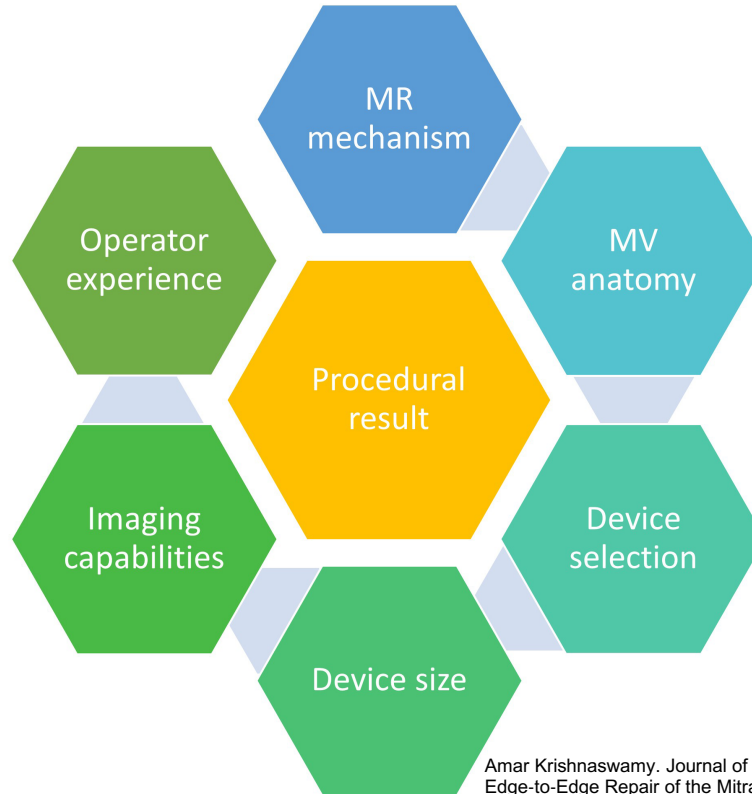 MR
mechanism
Operator
experience
MV
anatomy
Procedural
result
Imaging
capabilities
Device
selection
Device size
Amar Krishnaswamy. Journal of
Edge-to-Edge Repair of the Mitra